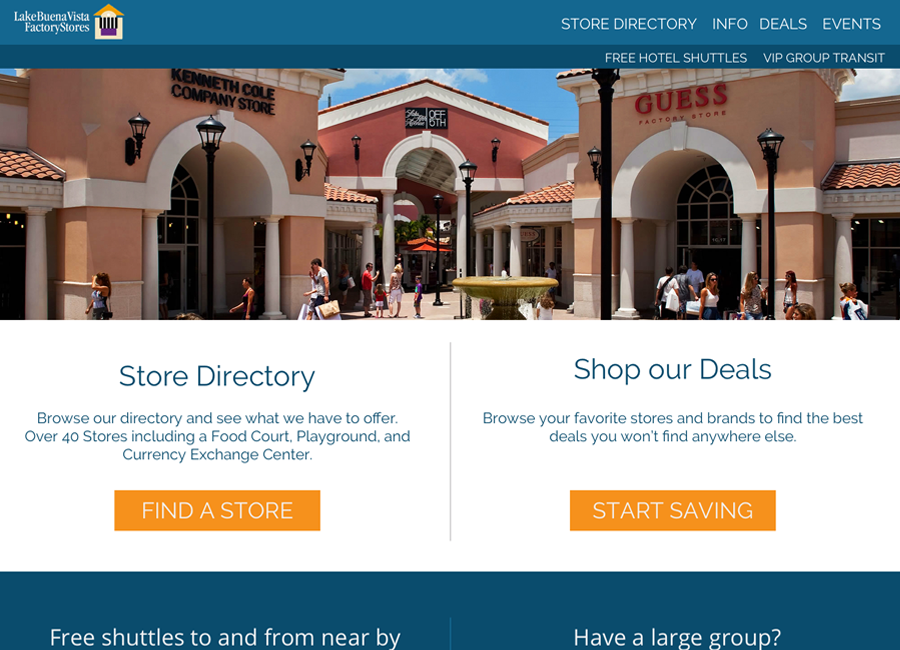 LakeBuenaVista
FactoryStores
STORE DIRECTORY INFO DEALS EVENTS
FREE HOTEL SHUTTLES VIP GROUP TRANSIT
KENNETH COLE
COMPANY STORE
OFF
5TH
GUESS
FACTORY STORE
Store Directory
Browse our directory and see what we have to offer.
Over 40 Stores including a Food Court, Playground, and
Currency Exchange Center.
FIND A STORE
Shop our Deals
Browse your favorite stores and brands to find the best
deals you won't find anywhere else.
START SAVING
Free shuttles to and from near by
Have a large group?